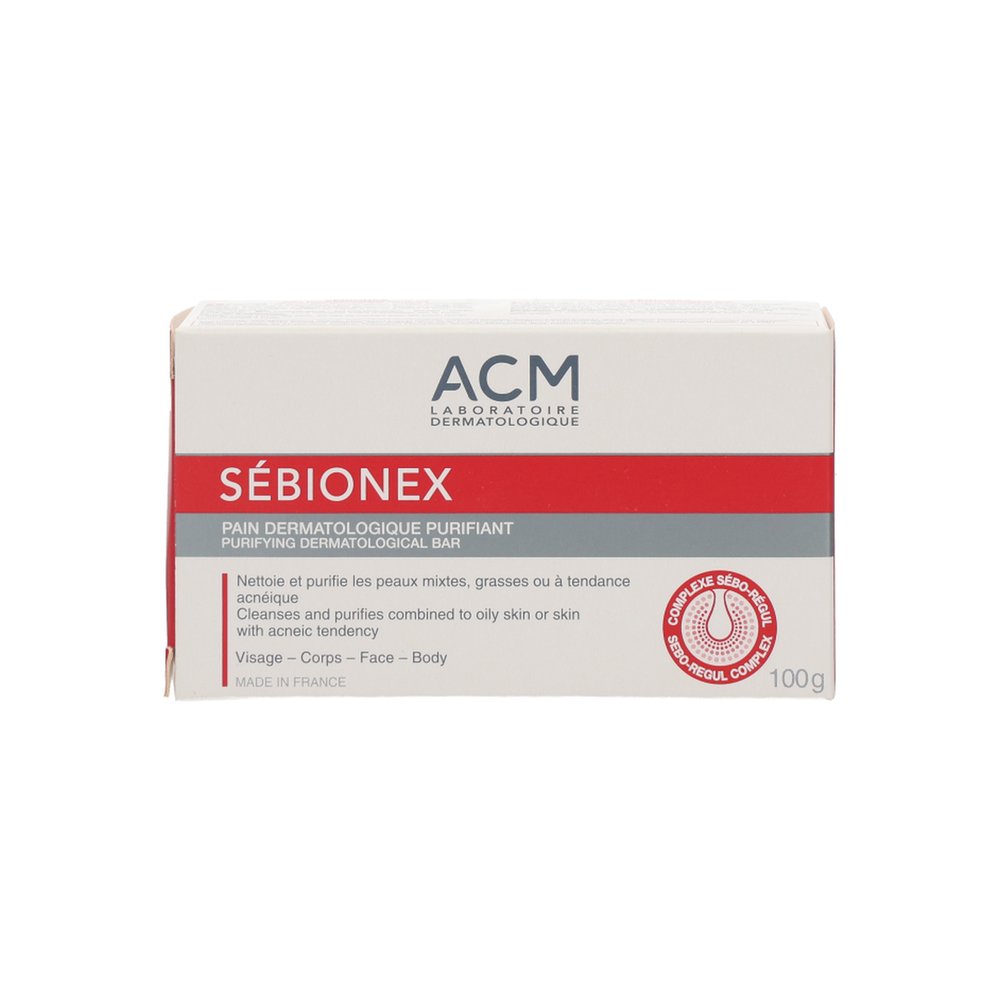 ACM
LABORATOIRE
DERMATOLOGIQUE
SÉBIONEX
PAIN DERMATOLOGIQUE PURIFIANT
PURIFYING DERMATOLOGICAL BAR
Nettoie et purifie les peaux mixtes, grasses ou à tendance
acnéique
Cleanses and purifies combined to oily skin or skin
with acneic tendency
Visage – Corps – Face – Body
MADE IN FRANCE
COMPLEXE SÉBO-RÉGUL
SEBO-REGUL COMPLEX
100g